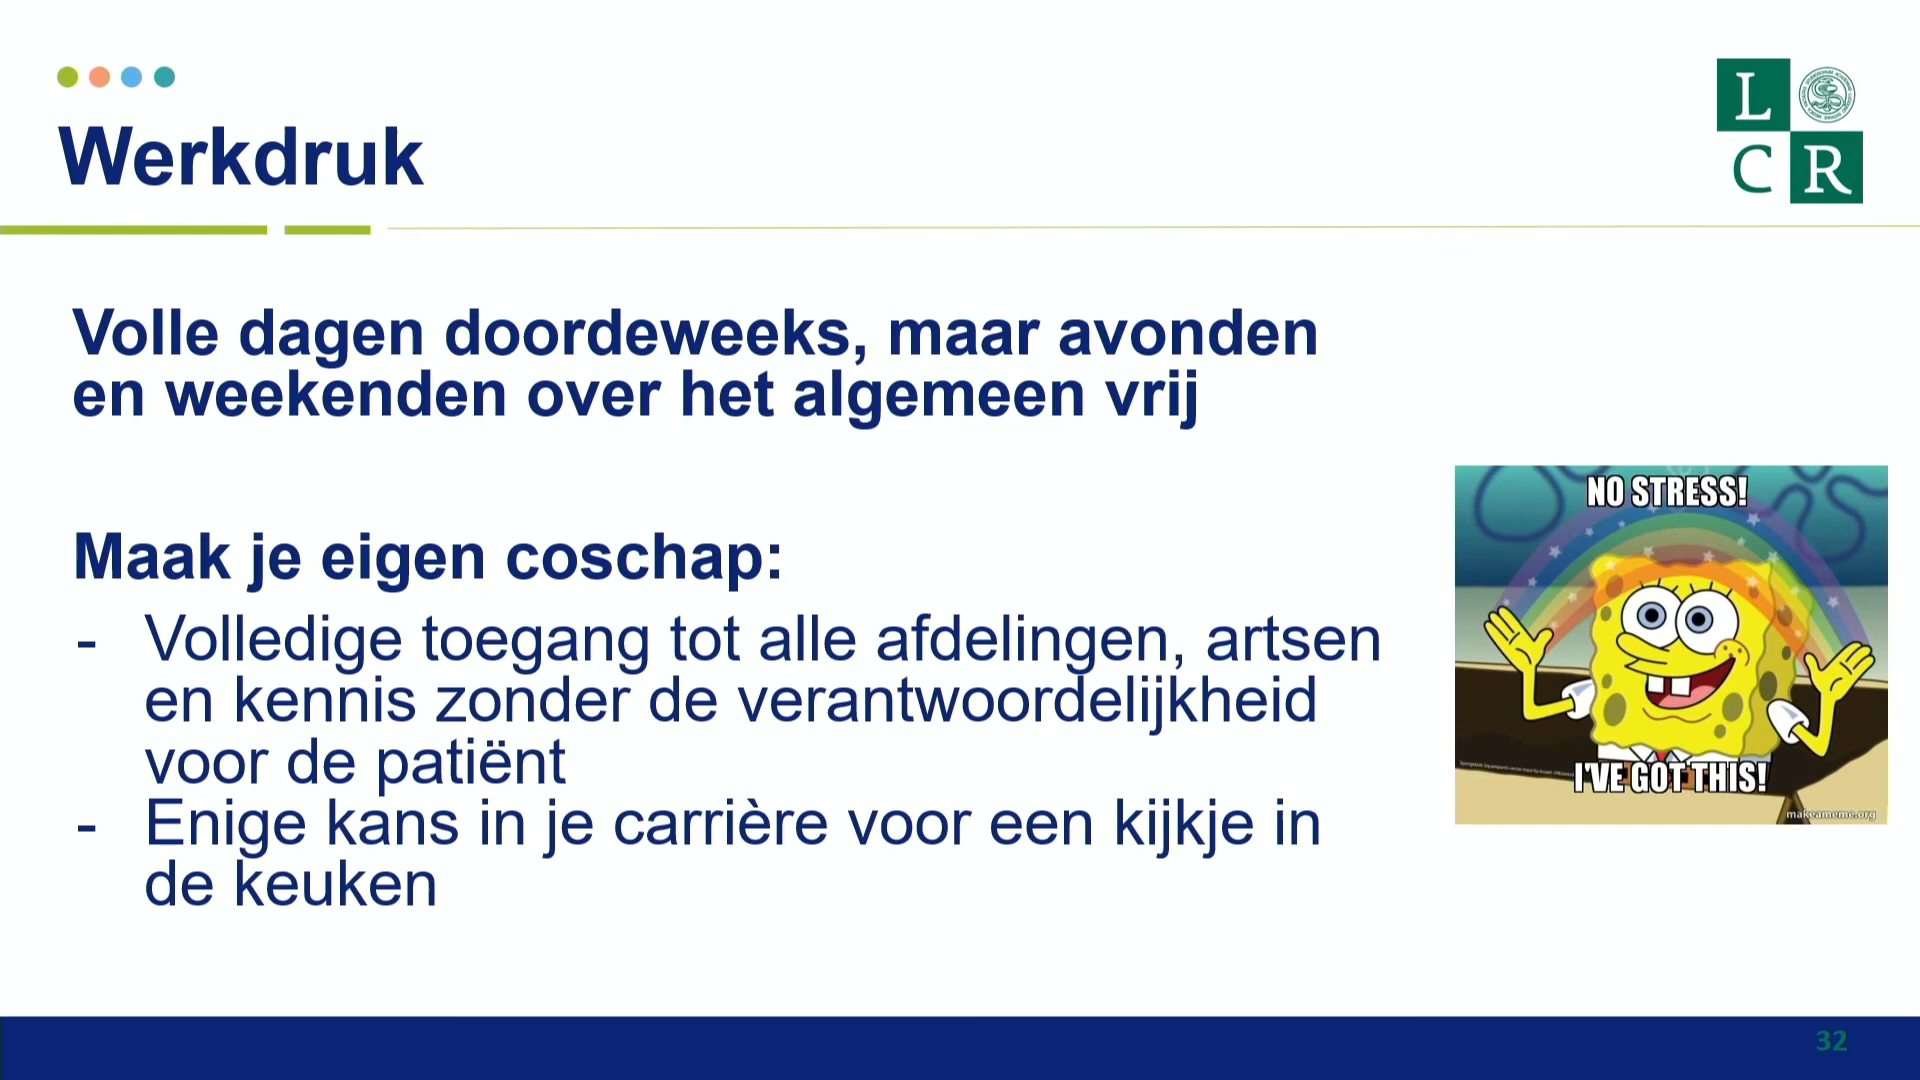 Werkdruk
L
C R
Volle dagen doordeweeks, maar avonden
en weekenden over het algemeen vrij
Maak je eigen coschap:
- Volledige toegang tot alle afdelingen, artsen
en kennis zonder de verantwoordelijkheid
voor de patiënt
- Enige kans in je carrière voor een kijkje in
de keuken
NO STRESS!
I'VE GOT THIS!
makeameme.org
32